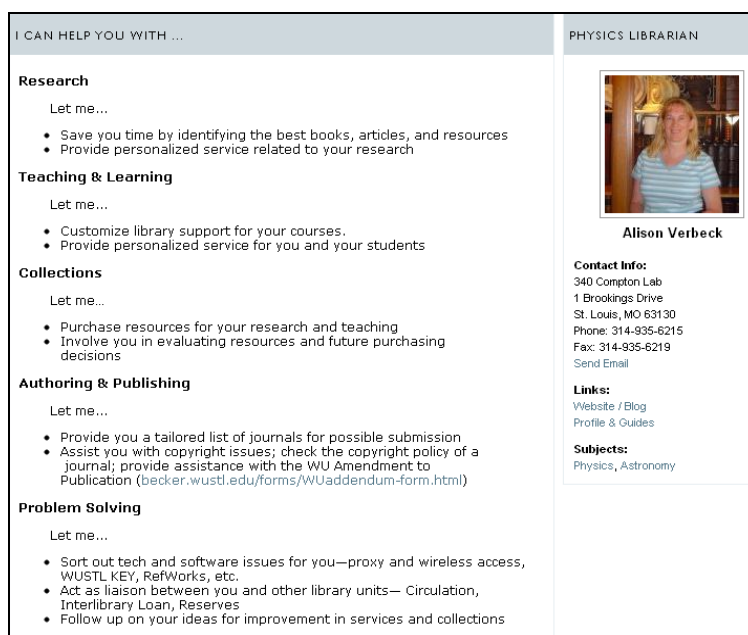 I CAN HELP YOU WITH ...
Research
Let me...
• Save you time by identifying the best books, articles, and resources
• Provide personalized service related to your research
Teaching & Learning
Let me...
• Customize library support for your courses.
• Provide personalized service for you and your students
Collections
Let me...
• Purchase resources for your research and teaching
• Involve you in evaluating resources and future purchasing
decisions
Authoring & Publishing
Let me...
• Provide you a tailored list of journals for possible submission
• Assist you with copyright issues; check the copyright policy of a
journal; provide assistance with the WU Amendment to
Publication (becker.wustl.edu/forms/WUaddendum-form.html)
Problem Solving
Let me...
• Sort out tech and software issues for you—proxy and wireless access,
WUSTL KEY, RefWorks, etc.
• Act as liaison between you and other library units— Circulation,
Interlibrary Loan, Reserves
• Follow up on your ideas for improvement in services and collections
PHYSICS LIBRARIAN
Alison Verbeck
Contact Info:
340 Compton Lab
1 Brookings Drive
St. Louis, MO 63130
Phone: 314-935-6215
Fax: 314-935-6219
Send Email
Links:
Website / Blog
Profile & Guides
Subjects:
Physics, Astronomy